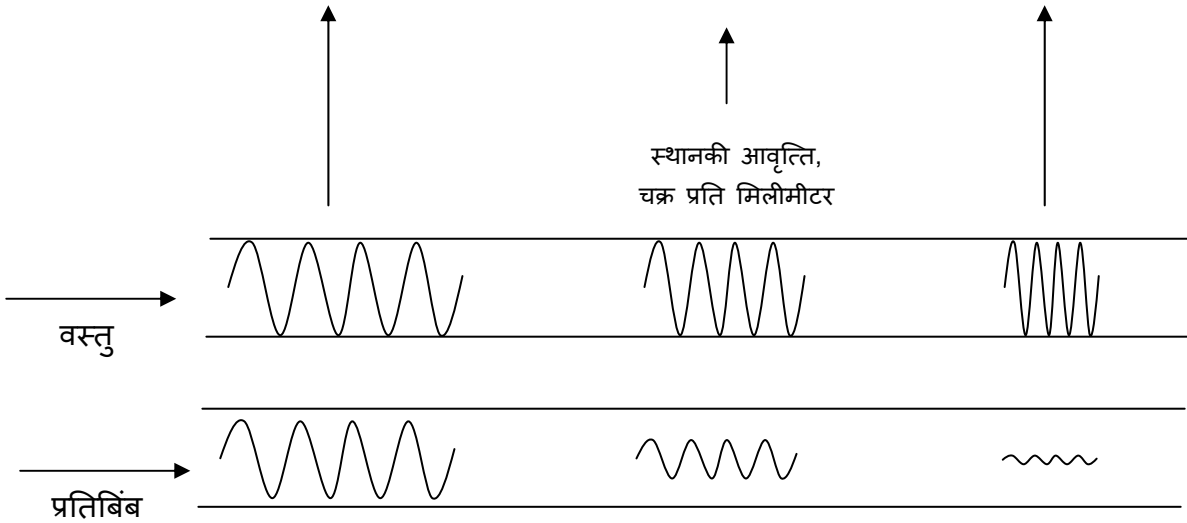 स्थानकी आवृत्ति,
चक्र प्रति मिलीमीटर
वस्तु
प्रतिबिंब